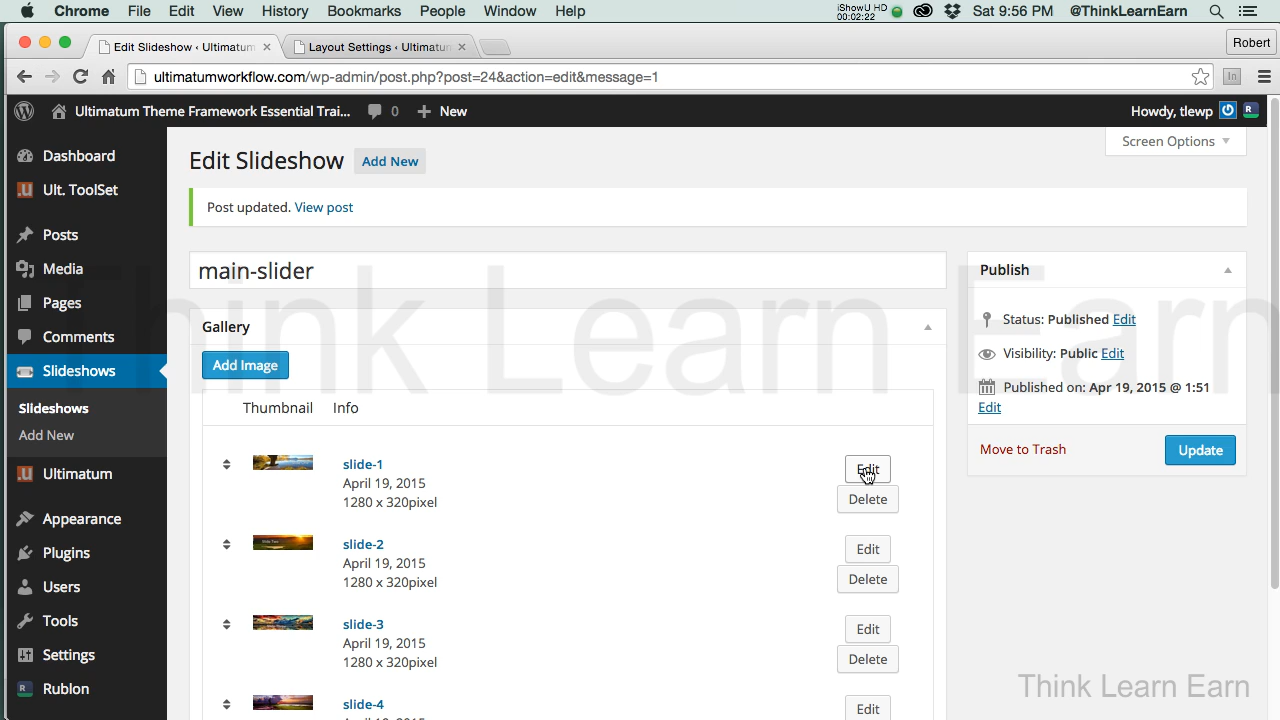 Chrome File Edit View History Bookmarks People Window Help iShowU HD 00:02:22 Sat 9:56 PM @ThinkLearnEarn
Edit Slideshow ‹ Ultimatum Layout Settings ‹ Ultimatu Robert
ultimatumworkflow.com/wp-admin/post.php?post=24&action=edit&message=1
Ultimatum Theme Framework Essential Trai... 0 + New Howdy, tlewp
Screen Options
Dashboard
Ult. ToolSet
Posts
Media
Pages
Comments
Slideshows
Slideshows
Add New
Ultimatum
Appearance
Plugins
Users
Tools
Settings
Rublon
Edit Slideshow Add New
Post updated. View post
main-slider
Gallery
Add Image
Thumbnail Info
slide-1
April 19, 2015
1280 x 320pixel
Edit
Delete
slide-2
April 19, 2015
1280 x 320pixel
Edit
Delete
slide-3
April 19, 2015
1280 x 320pixel
Edit
Delete
slide-4
Edit
Publish
Status: Published Edit
Visibility: Public Edit
Published on: Apr 19, 2015 @ 1:51
Edit
Move to Trash Update
Think Learn Earn
Think Learn Earn